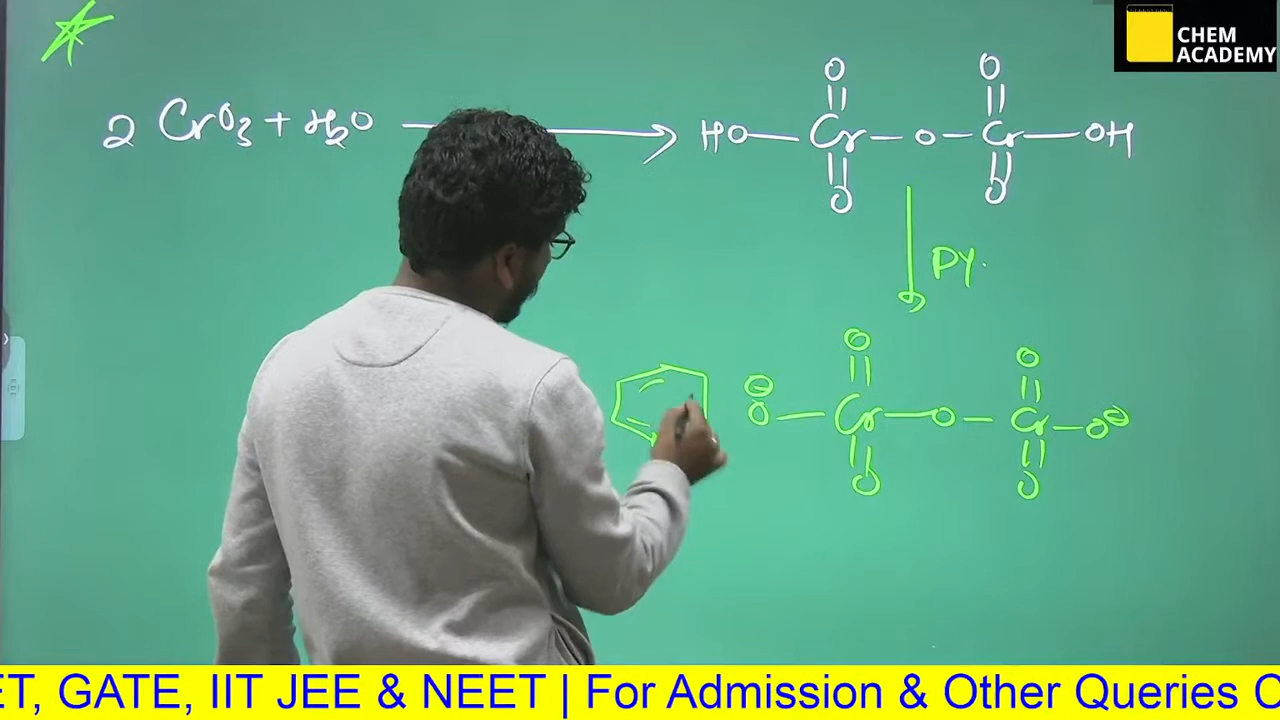 CHEM
ACADEMY
2 CrO3 + H2O
O O
HO Cr O Cr OH
O O
PY.
O O
⊖
O Cr O Cr O⊖
O O
ET, GATE, IIT JEE & NEET | For Admission & Other Queries C